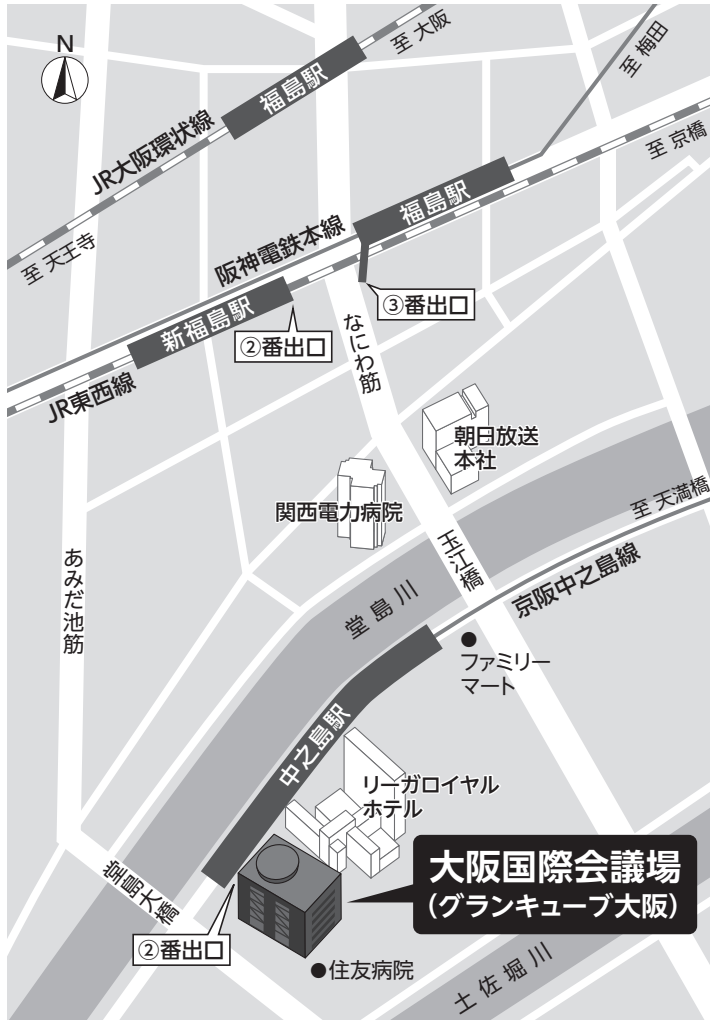 N
至 大阪
福島駅
JR大阪環状線
至 天王寺
至 梅田
至 京橋
福島駅
阪神電鉄本線
新福島駅
③番出口
②番出口
なにわ筋
JR東西線
朝日放送
本社
関西電力病院
至 天満橋
玉江橋
京阪中之島線
あみだ池筋
堂島川
ファミリー
マート
中之島駅
リーガロイヤル
ホテル
大阪国際会議場
(グランキューブ大阪)
堂島大橋
②番出口
住友病院
土佐堀川